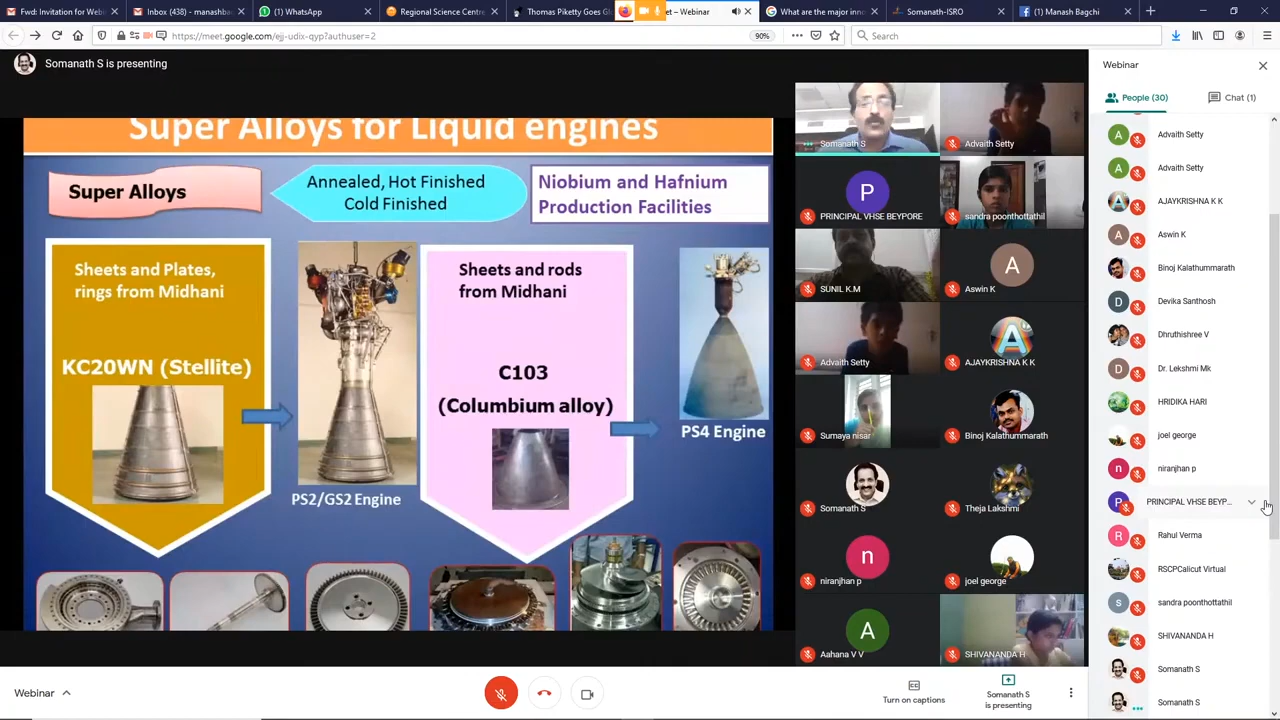 Fwd: Invitation for Webin
Inbox (438) - manashba
(1) WhatsApp
Regional Science Centre
Thomas Piketty Goes Gl
et – Webinar
What are the major inno
Somanath-ISRO
(1) Manash Bagchi
https://meet.google.com/ejj-udix-qyp?authuser=2
90%
Search
Somanath S is presenting
Super Alloys for Liquid engines
Super Alloys
Annealed, Hot Finished
Cold Finished
Niobium and Hafnium
Production Facilities
Sheets and Plates,
rings from Midhani
KC20WN (Stellite)
PS2/GS2 Engine
Sheets and rods
from Midhani
C103
(Columbium alloy)
PS4 Engine
Somanath S
Advaith Setty
P
PRINCIPAL VHSE BEYPORE
sandra poonthottathil
SUNIL K.M
A
Aswin K
Advaith Setty
A
AJAYKRISHNA K K
Sumaya nisar
Binoj Kalathummarath
Somanath S
Theja Lakshmi
n
niranjhan p
joel george
A
Aahana V V
SHIVANANDA H
Webinar
People (30)
Chat (1)
A
Advaith Setty
A
Advaith Setty
A
AJAYKRISHNA K K
A
Aswin K
Binoj Kalathummarath
D
Devika Santhosh
Dhruthishree V
D
Dr. Lekshmi Mk
HRIDIKA HARI
joel george
n
niranjhan p
P
PRINCIPAL VHSE BEYP...
R
Rahul Verma
RSCPCalicut Virtual
s
sandra poonthottathil
SHIVANANDA H
Somanath S
Somanath S
Webinar
Turn on captions
Somanath S
is presenting